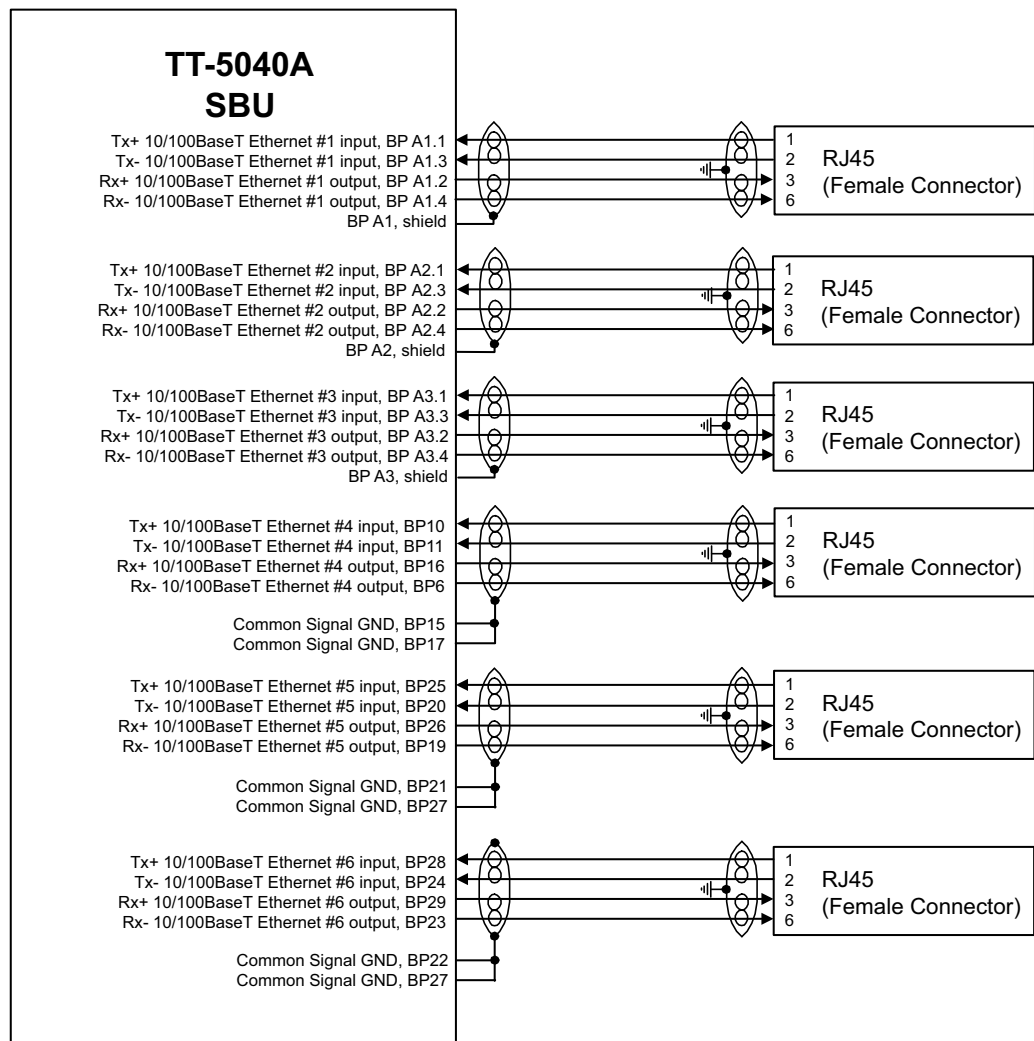 TT-5040A
SBU
Tx+ 10/100BaseT Ethernet #1 input, BP A1.1
Tx- 10/100BaseT Ethernet #1 input, BP A1.3
Rx+ 10/100BaseT Ethernet #1 output, BP A1.2
Rx- 10/100BaseT Ethernet #1 output, BP A1.4
BP A1, shield
1
2
3
6
RJ45
(Female Connector)
Tx+ 10/100BaseT Ethernet #2 input, BP A2.1
Tx- 10/100BaseT Ethernet #2 input, BP A2.3
Rx+ 10/100BaseT Ethernet #2 output, BP A2.2
Rx- 10/100BaseT Ethernet #2 output, BP A2.4
BP A2, shield
1
2
3
6
RJ45
(Female Connector)
Tx+ 10/100BaseT Ethernet #3 input, BP A3.1
Tx- 10/100BaseT Ethernet #3 input, BP A3.3
Rx+ 10/100BaseT Ethernet #3 output, BP A3.2
Rx- 10/100BaseT Ethernet #3 output, BP A3.4
BP A3, shield
1
2
3
6
RJ45
(Female Connector)
Tx+ 10/100BaseT Ethernet #4 input, BP10
Tx- 10/100BaseT Ethernet #4 input, BP11
Rx+ 10/100BaseT Ethernet #4 output, BP16
Rx- 10/100BaseT Ethernet #4 output, BP6
Common Signal GND, BP15
Common Signal GND, BP17
1
2
3
6
RJ45
(Female Connector)
Tx+ 10/100BaseT Ethernet #5 input, BP25
Tx- 10/100BaseT Ethernet #5 input, BP20
Rx+ 10/100BaseT Ethernet #5 output, BP26
Rx- 10/100BaseT Ethernet #5 output, BP19
Common Signal GND, BP21
Common Signal GND, BP27
1
2
3
6
RJ45
(Female Connector)
Tx+ 10/100BaseT Ethernet #6 input, BP28
Tx- 10/100BaseT Ethernet #6 input, BP24
Rx+ 10/100BaseT Ethernet #6 output, BP29
Rx- 10/100BaseT Ethernet #6 output, BP23
Common Signal GND, BP22
Common Signal GND, BP27
1
2
3
6
RJ45
(Female Connector)